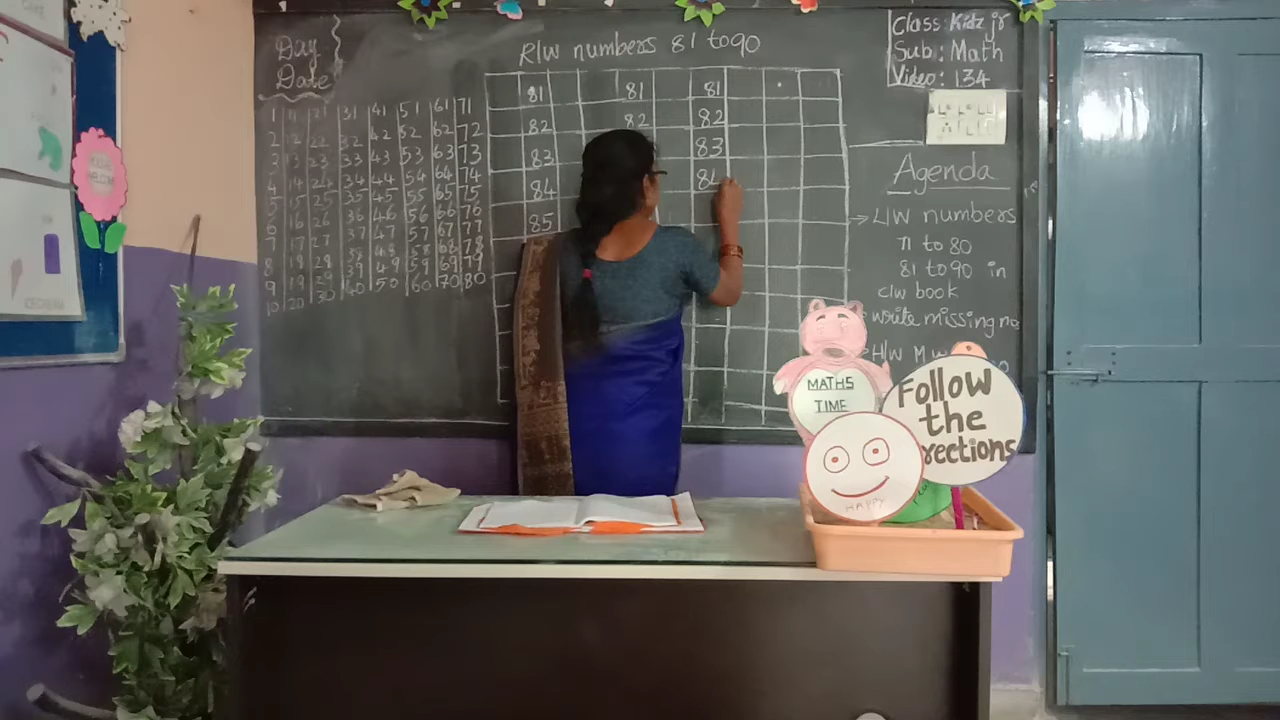 Day
Date
R/w numbers 81 to 90
Class: Kidz jr
Sub: Math
Video: 134
1 11 21 31 41 51 61 71
2 12 22 32 42 52 62 72
3 13 23 33 43 53 63 73
4 14 24 34 44 54 64 74
5 15 25 35 45 55 65 75
6 16 26 36 46 56 66 76
7 17 27 37 47 57 67 77
8 18 28 38 48 58 68 78
9 19 29 39 49 59 69 79
10 20 30 40 50 60 70 80
81 81 81
82 82 82
83 83
84 84
85
Agenda
L/W numbers
71 to 80
81 to 90 in
c/w book
write missing no
H/W
MATHS
TIME
Follow
the
rections
HAPPY
ICECREAM